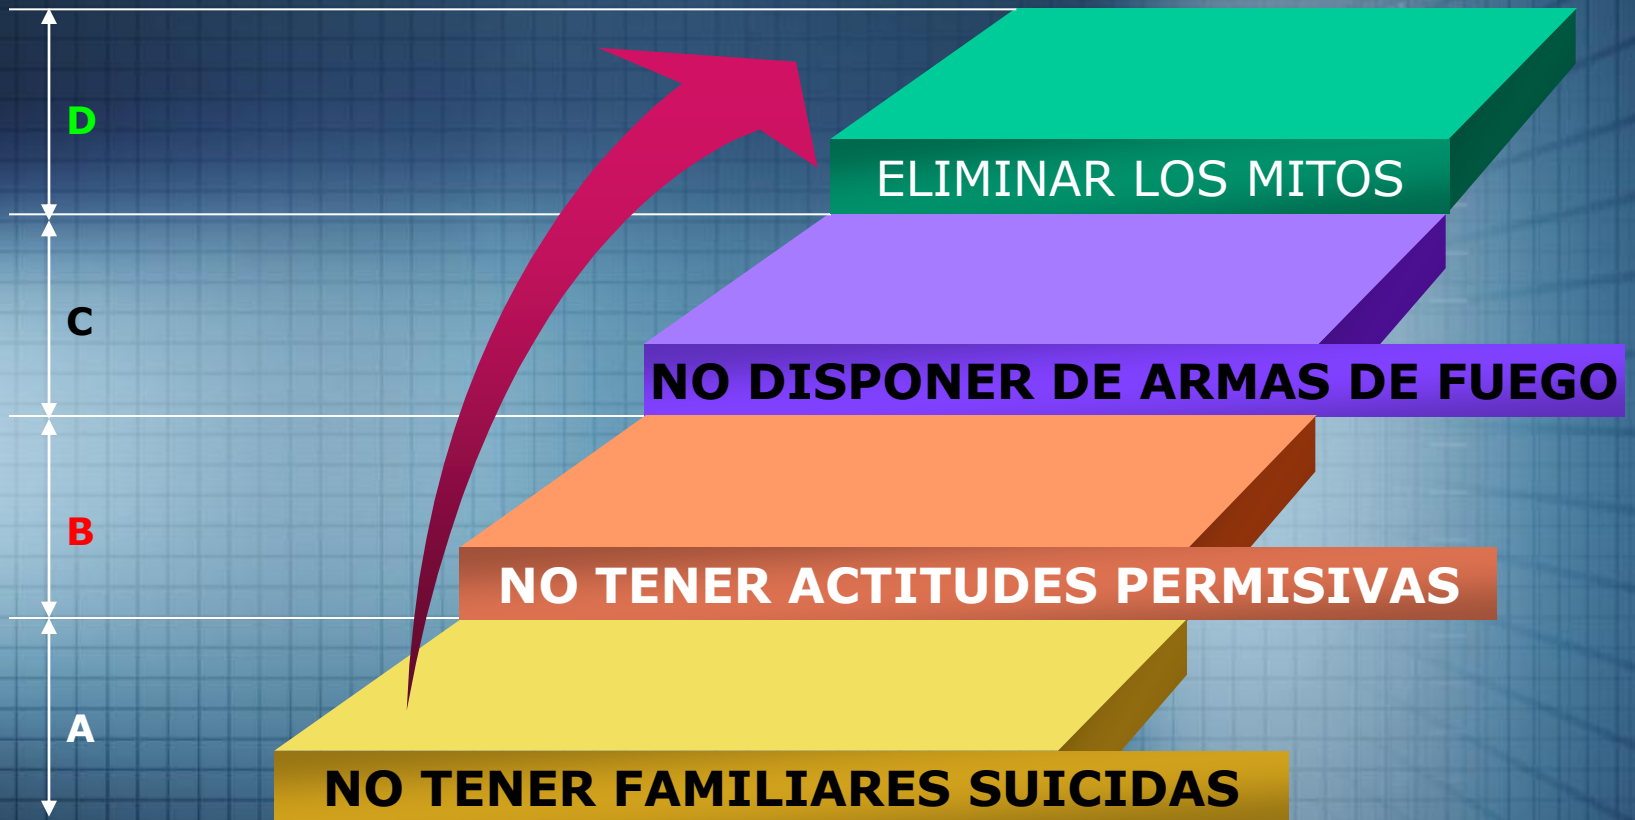 D
ELIMINAR LOS MITOS
C
NO DISPONER DE ARMAS DE FUEGO
B
NO TENER ACTITUDES PERMISIVAS
A
NO TENER FAMILIARES SUICIDAS